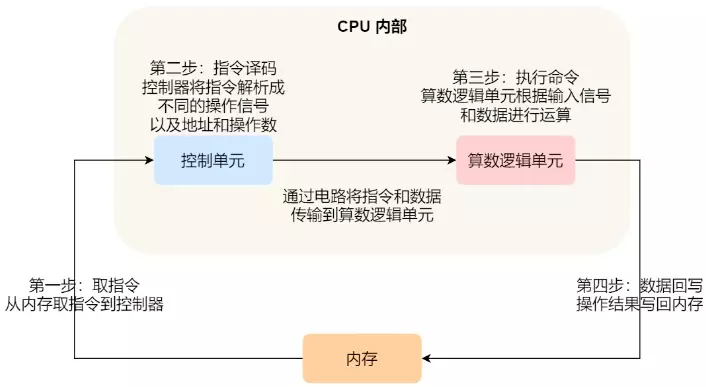 CPU 内部
第二步：指令译码
控制器将指令解析成
不同的操作信号
以及地址和操作数
第三步：执行命令
算数逻辑单元根据输入信号
和数据进行运算
控制单元
算数逻辑单元
通过电路将指令和数据
传输到算数逻辑单元
第一步：取指令
从内存取指令到控制器
第四步：数据回写
操作结果写回内存
内存